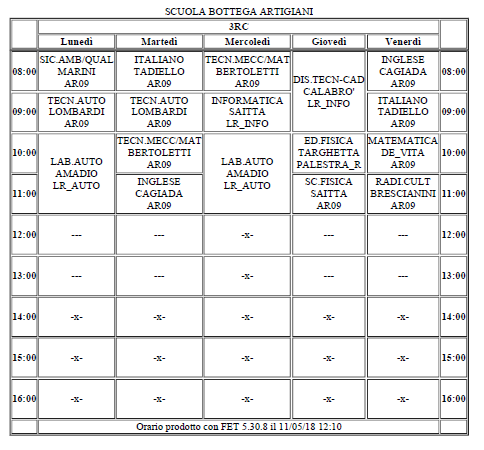 SCUOLA BOTTEGA ARTIGIANI
3RC
Lunedì Martedì Mercoledì Giovedì Venerdì
08:00 SIC.AMB/QUAL ITALIANO TECN.MECC/MAT DIS.TECN-CAD INGLESE 08:00
MARINI TADIELLO BERTOLETTI CALABRO' CAGIADA
AR09 AR09 AR09 LR_INFO AR09
09:00 TECN.AUTO TECN.AUTO INFORMATICA ITALIANO 09:00
LOMBARDI LOMBARDI SAITTA TADIELLO
AR09 AR09 LR_INFO AR09
10:00 LAB.AUTO TECN.MECC/MAT LAB.AUTO ED.FISICA MATEMATICA 10:00
AMADIO BERTOLETTI AMADIO TARGHETTA DE_VITA
LR_AUTO AR09 LR_AUTO PALESTRA_R AR09
11:00 INGLESE SC.FISICA RADI.CULT 11:00
CAGIADA SAITTA BRESCIANINI
AR09 AR09 AR09
12:00 --- --- -x- --- --- 12:00
13:00 --- --- -x- --- --- 13:00
14:00 -x- -x- -x- -x- -x- 14:00
15:00 -x- -x- -x- -x- -x- 15:00
16:00 -x- -x- -x- -x- -x- 16:00
Orario prodotto con FET 5.30.8 il 11/05/18 12:10